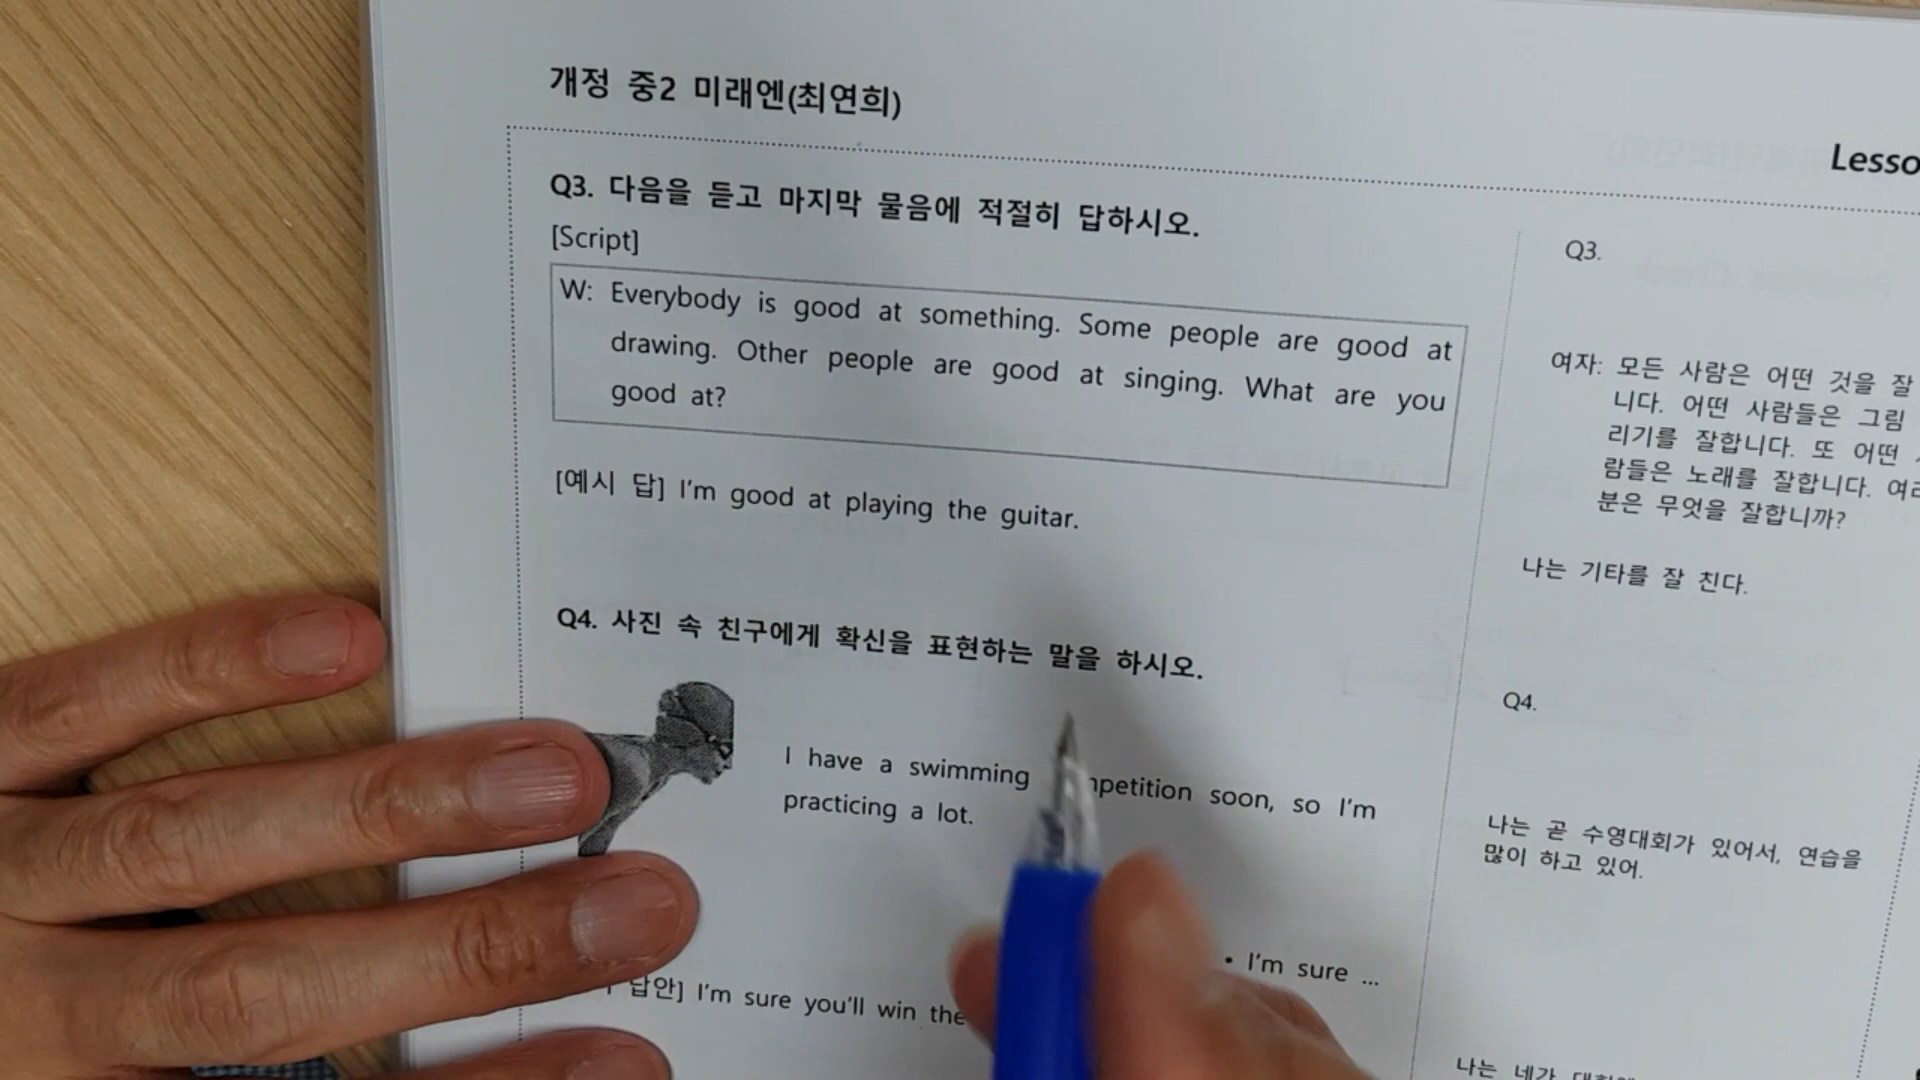 개정 중2 미래엔(최연희)
Q3. 다음을 듣고 마지막 물음에 적절히 답하시오.
[Script]
W: Everybody is good at something. Some people are good at
drawing. Other people are good at singing. What are you
good at?
[예시 답] I'm good at playing the guitar.
Q4. 사진 속 친구에게 확신을 표현하는 말을 하시오.
I have a swimming soon, so I'm
practicing a lot.
• I'm sure ...
답안] I'm sure you'll win the
Q3.
여자: 모든 사람은 어떤 것을 잘
니다. 어떤 사람들은 그림
리기를 잘합니다. 또 어떤
람들은 노래를 잘합니다.
분은 무엇을 잘합니까?
나는 기타를 잘 친다.
Q4.
나는 곧 수영대회가 있어서, 연습을
많이 하고 있어.
나는 네가